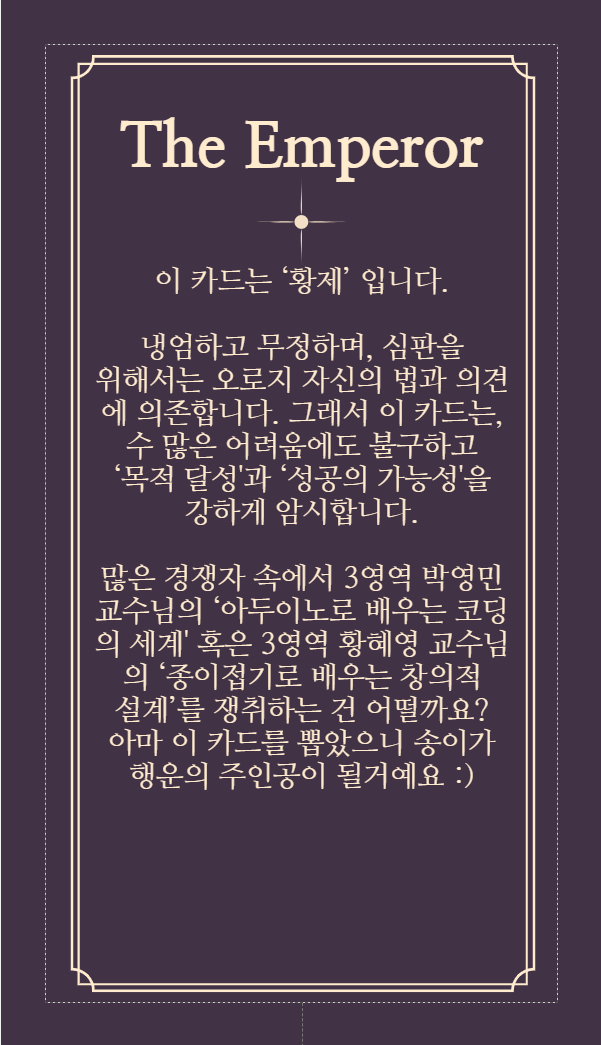 The Emperor
이 카드는 ‘황제’ 입니다.
냉엄하고 무정하며, 심판을
위해서는 오로지 자신의 법과 의견
에 의존합니다. 그래서 이 카드는,
수 많은 어려움에도 불구하고
‘목적 달성'과 ‘성공의 가능성'을
강하게 암시합니다.
많은 경쟁자 속에서 3영역 박영민
교수님의 ‘아두이노로 배우는 코딩
의 세계' 혹은 3영역 황혜영 교수님
의 ‘종이접기로 배우는 창의적
설계’를 쟁취하는 건 어떨까요?
아마 이 카드를 뽑았으니 송이가
행운의 주인공이 될거예요 :)